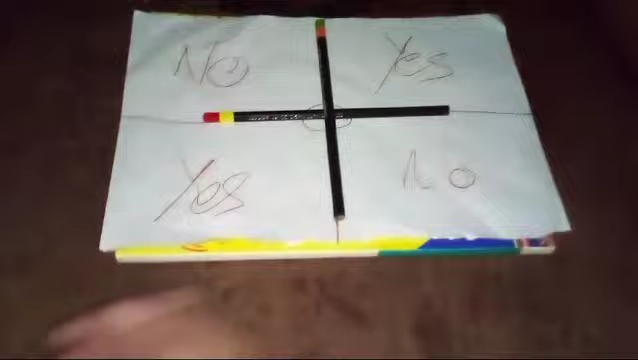 No Yes
Yes No